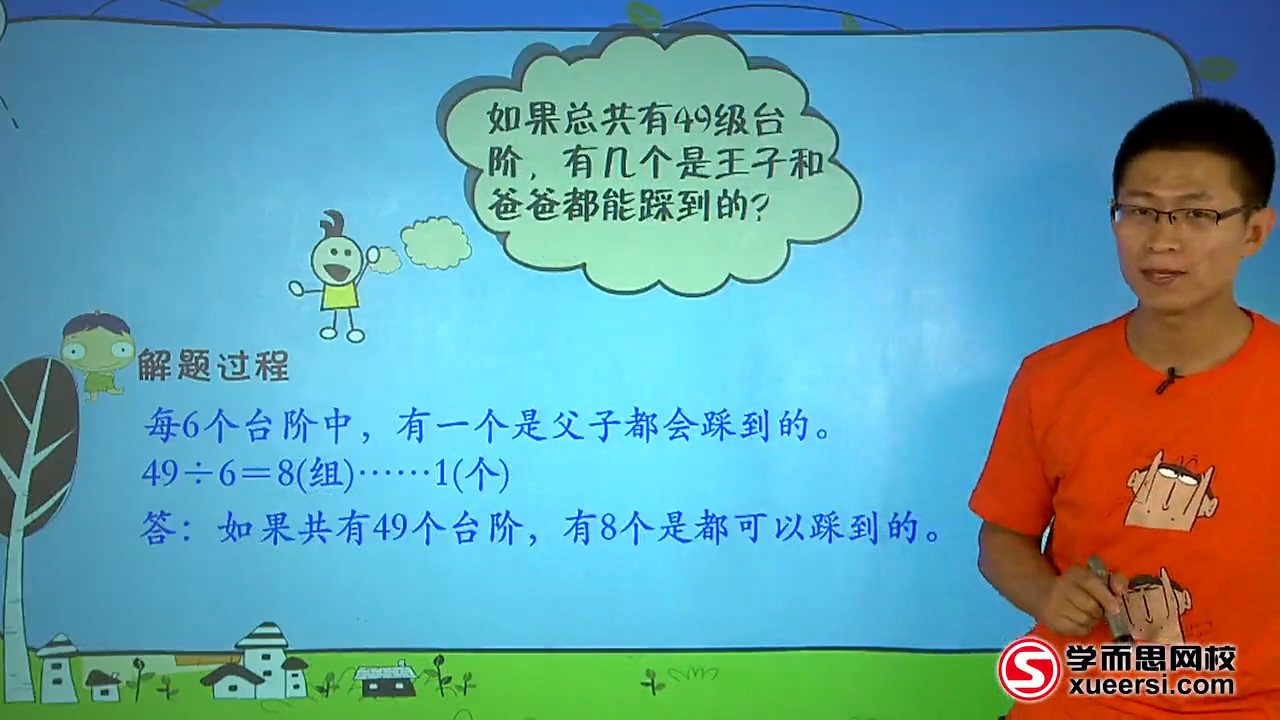 如果总共有49级台
阶，有几个是王子和
爸爸都能踩到的?
解题过程
每6个台阶中，有一个是父子都会踩到的。
49÷6=8(组)……1(个)
答：如果共有49个台阶，有8个是都可以踩到的。
学而思网校
xueersi.com